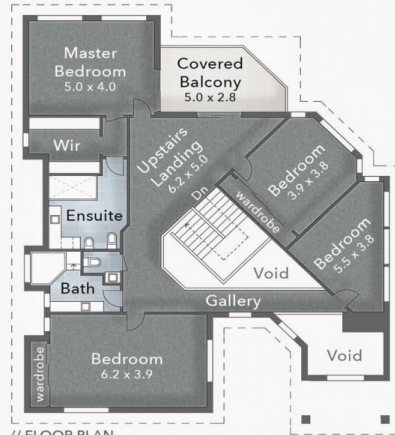 Master
Bedroom
5.0 x 4.0
Covered
Balcony
5.0 x 2.8
Wir
Upstairs
Landing
6.2 x 5.0
Bedroom
3.9 x 3.8
Ensuite
Dn
wardrobe
Bedroom
5.5 x 3.8
Void
Bath
Gallery
Bedroom
6.2 x 3.9
wardrobe
Void
// FLOOR PLAN